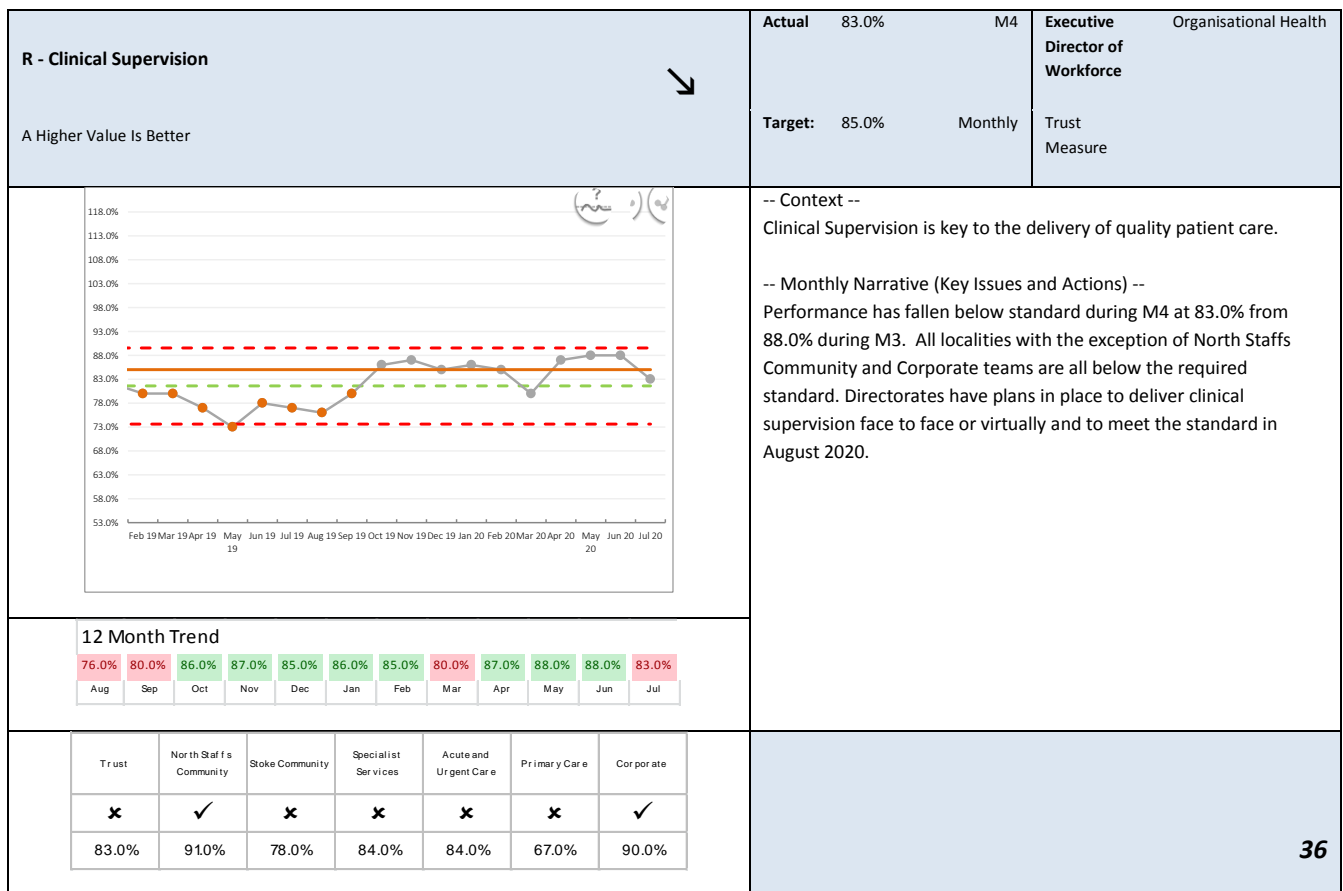 R - Clinical Supervision
A Higher Value Is Better
Actual 83.0% M4
Target: 85.0% Monthly
Executive Organisational Health
Director of
Workforce
Trust
Measure
?
118.0%
113.0%
108.0%
103.0%
98.0%
93.0%
88.0%
83.0%
78.0%
73.0%
68.0%
63.0%
58.0%
53.0%
Feb 19 Mar 19 Apr 19 May 19 Jun 19 Jul 19 Aug 19 Sep 19 Oct 19 Nov 19 Dec 19 Jan 20 Feb 20 Mar 20 Apr 20 May 20 Jun 20 Jul 20
-- Context --
Clinical Supervision is key to the delivery of quality patient care.
-- Monthly Narrative (Key Issues and Actions) --
Performance has fallen below standard during M4 at 83.0% from
88.0% during M3. All localities with the exception of North Staffs
Community and Corporate teams are all below the required
standard. Directorates have plans in place to deliver clinical
supervision face to face or virtually and to meet the standard in
August 2020.
12 Month Trend
76.0% 80.0% 86.0% 87.0% 85.0% 86.0% 85.0% 80.0% 87.0% 88.0% 88.0% 83.0%
Aug Sep Oct Nov Dec Jan Feb Mar Apr May Jun Jul
Trust North Staffs Community Stoke Community Specialist Services Acute and Urgent Care Primary Care Corporate
✖ ✓ ✖ ✖ ✖ ✖ ✓
83.0% 91.0% 78.0% 84.0% 84.0% 67.0% 90.0%
36